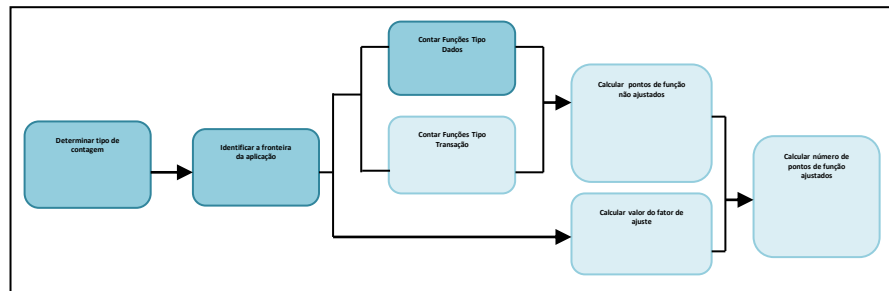 Determinar tipo de
contagem
Identificar a fronteira
da aplicação
Contar Funções Tipo
Dados
Contar Funções Tipo
Transação
Calcular pontos de função
não ajustados
Calcular valor do fator de
ajuste
Calcular número de
pontos de função
ajustados